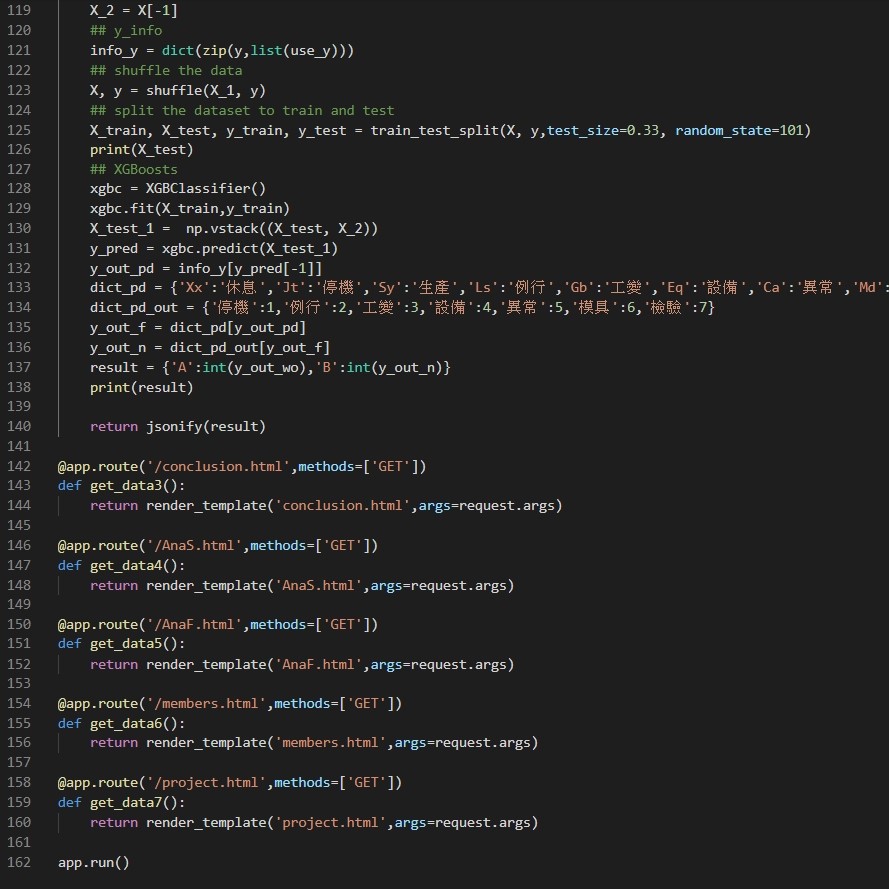 119 X_2 = X[-1]
120 ## y_info
121 info_y = dict(zip(y,list(use_y)))
122 ## shuffle the data
123 X, y = shuffle(X_1, y)
124 ## split the dataset to train and test
125 X_train, X_test, y_train, y_test = train_test_split(X, y,test_size=0.33, random_state=101)
126 print(X_test)
127 ## XGBoosts
128 xgbc = XGBClassifier()
129 xgbc.fit(X_train,y_train)
130 X_test_1 =  np.vstack((X_test, X_2))
131 y_pred = xgbc.predict(X_test_1)
132 y_out_pd = info_y[y_pred[-1]]
133 dict_pd = {'Xx':'休息','Jt':'停機','Sy':'生產','Ls':'例行','Gb':'工變','Eq':'設備','Ca':'異常','Md':
134 dict_pd_out = {'停機':1,'例行':2,'工變':3,'設備':4,'異常':5,'模具':6,'檢驗':7}
135 y_out_f = dict_pd[y_out_pd]
136 y_out_n = dict_pd_out[y_out_f]
137 result = {'A':int(y_out_wo),'B':int(y_out_n)}
138 print(result)
139
140 return jsonify(result)
141
142 @app.route('/conclusion.html',methods=['GET'])
143 def get_data3():
144 return render_template('conclusion.html',args=request.args)
145
146 @app.route('/AnaS.html',methods=['GET'])
147 def get_data4():
148 return render_template('AnaS.html',args=request.args)
149
150 @app.route('/AnaF.html',methods=['GET'])
151 def get_data5():
152 return render_template('AnaF.html',args=request.args)
153
154 @app.route('/members.html',methods=['GET'])
155 def get_data6():
156 return render_template('members.html',args=request.args)
157
158 @app.route('/project.html',methods=['GET'])
159 def get_data7():
160 return render_template('project.html',args=request.args)
161
162 app.run()